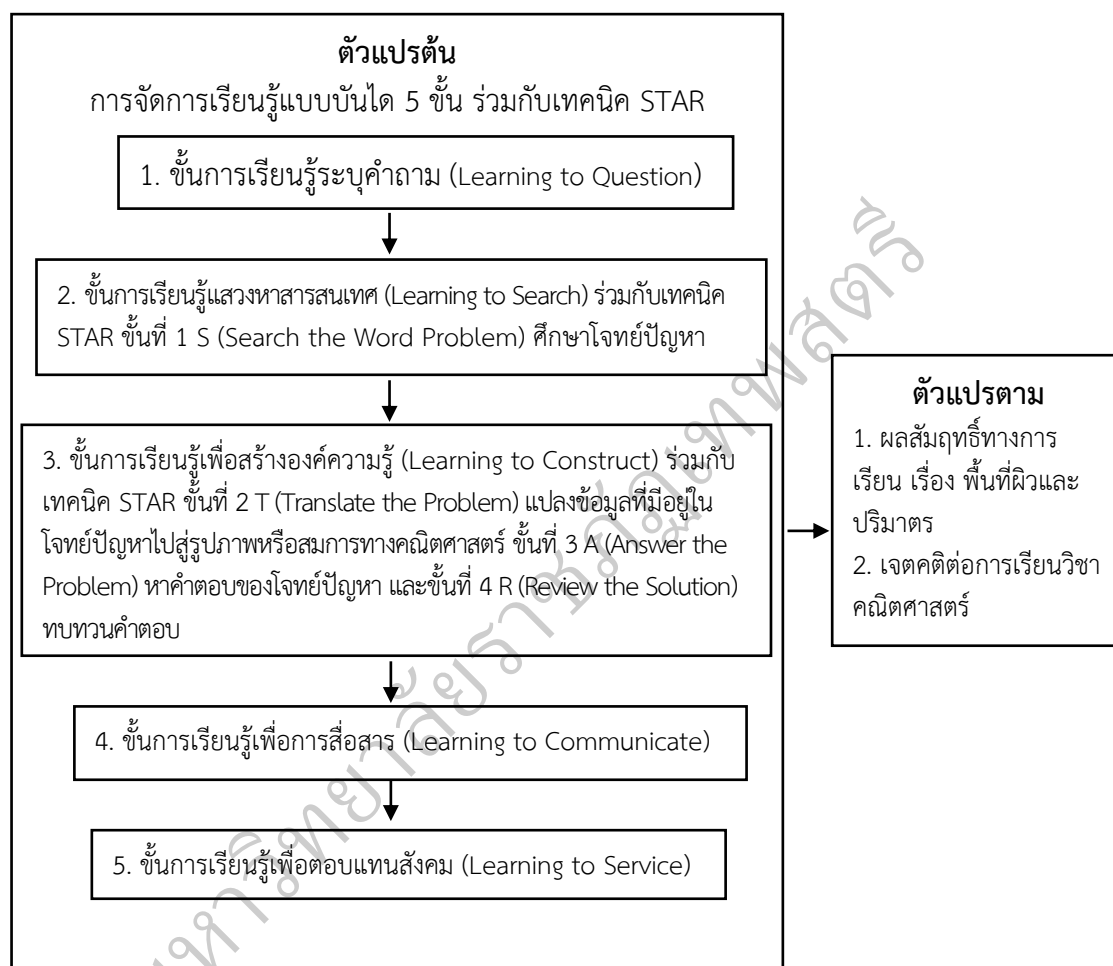 ตัวแปรต้น
การจัดการเรียนรู้แบบบันได 5 ขั้น ร่วมกับเทคนิค STAR
1. ขั้นการเรียนรู้ระบุคำถาม (Learning to Question)
2. ขั้นการเรียนรู้แสวงหาสารสนเทศ (Learning to Search) ร่วมกับเทคนิค
STAR ขั้นที่ 1 S (Search the Word Problem) ศึกษาโจทย์ปัญหา
3. ขั้นการเรียนรู้เพื่อสร้างองค์ความรู้ (Learning to Construct) ร่วมกับ
เทคนิค STAR ขั้นที่ 2 T (Translate the Problem) แปลงข้อมูลที่มีอยู่ใน
โจทย์ปัญหาไปสู่รูปภาพหรือสมการทางคณิตศาสตร์ ขั้นที่ 3 A (Answer the
Problem) หาคำตอบของโจทย์ปัญหา และขั้นที่ 4 R (Review the Solution)
ทบทวนคำตอบ
4. ขั้นการเรียนรู้เพื่อการสื่อสาร (Learning to Communicate)
5. ขั้นการเรียนรู้เพื่อตอบแทนสังคม (Learning to Service)
ตัวแปรตาม
1. ผลสัมฤทธิ์ทางการ
เรียน เรื่อง พื้นที่ผิวและ
ปริมาตร
2. เจตคติต่อการเรียนวิชา
คณิตศาสตร์
มหาวิทยาลัยราชภัฏเทพสตรี